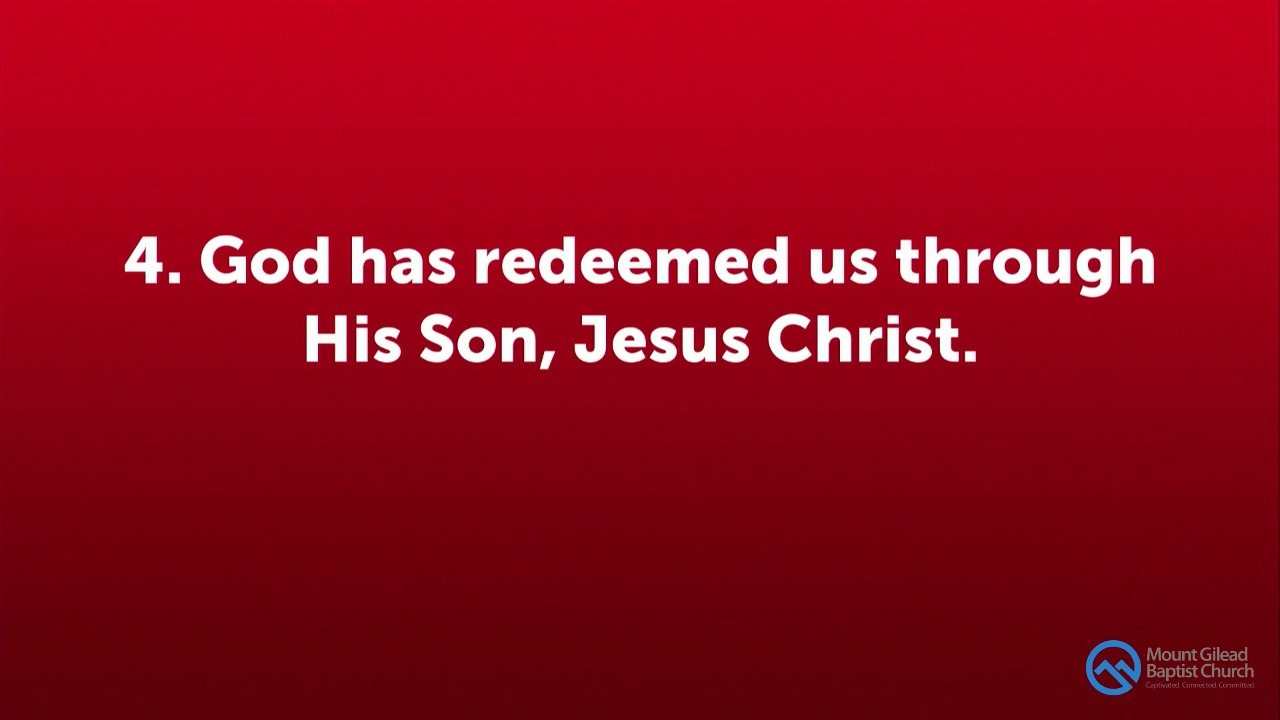 4. God has redeemed us through
His Son, Jesus Christ.
Mount Gilead
Baptist Church
Captivated. Connected. Committed.